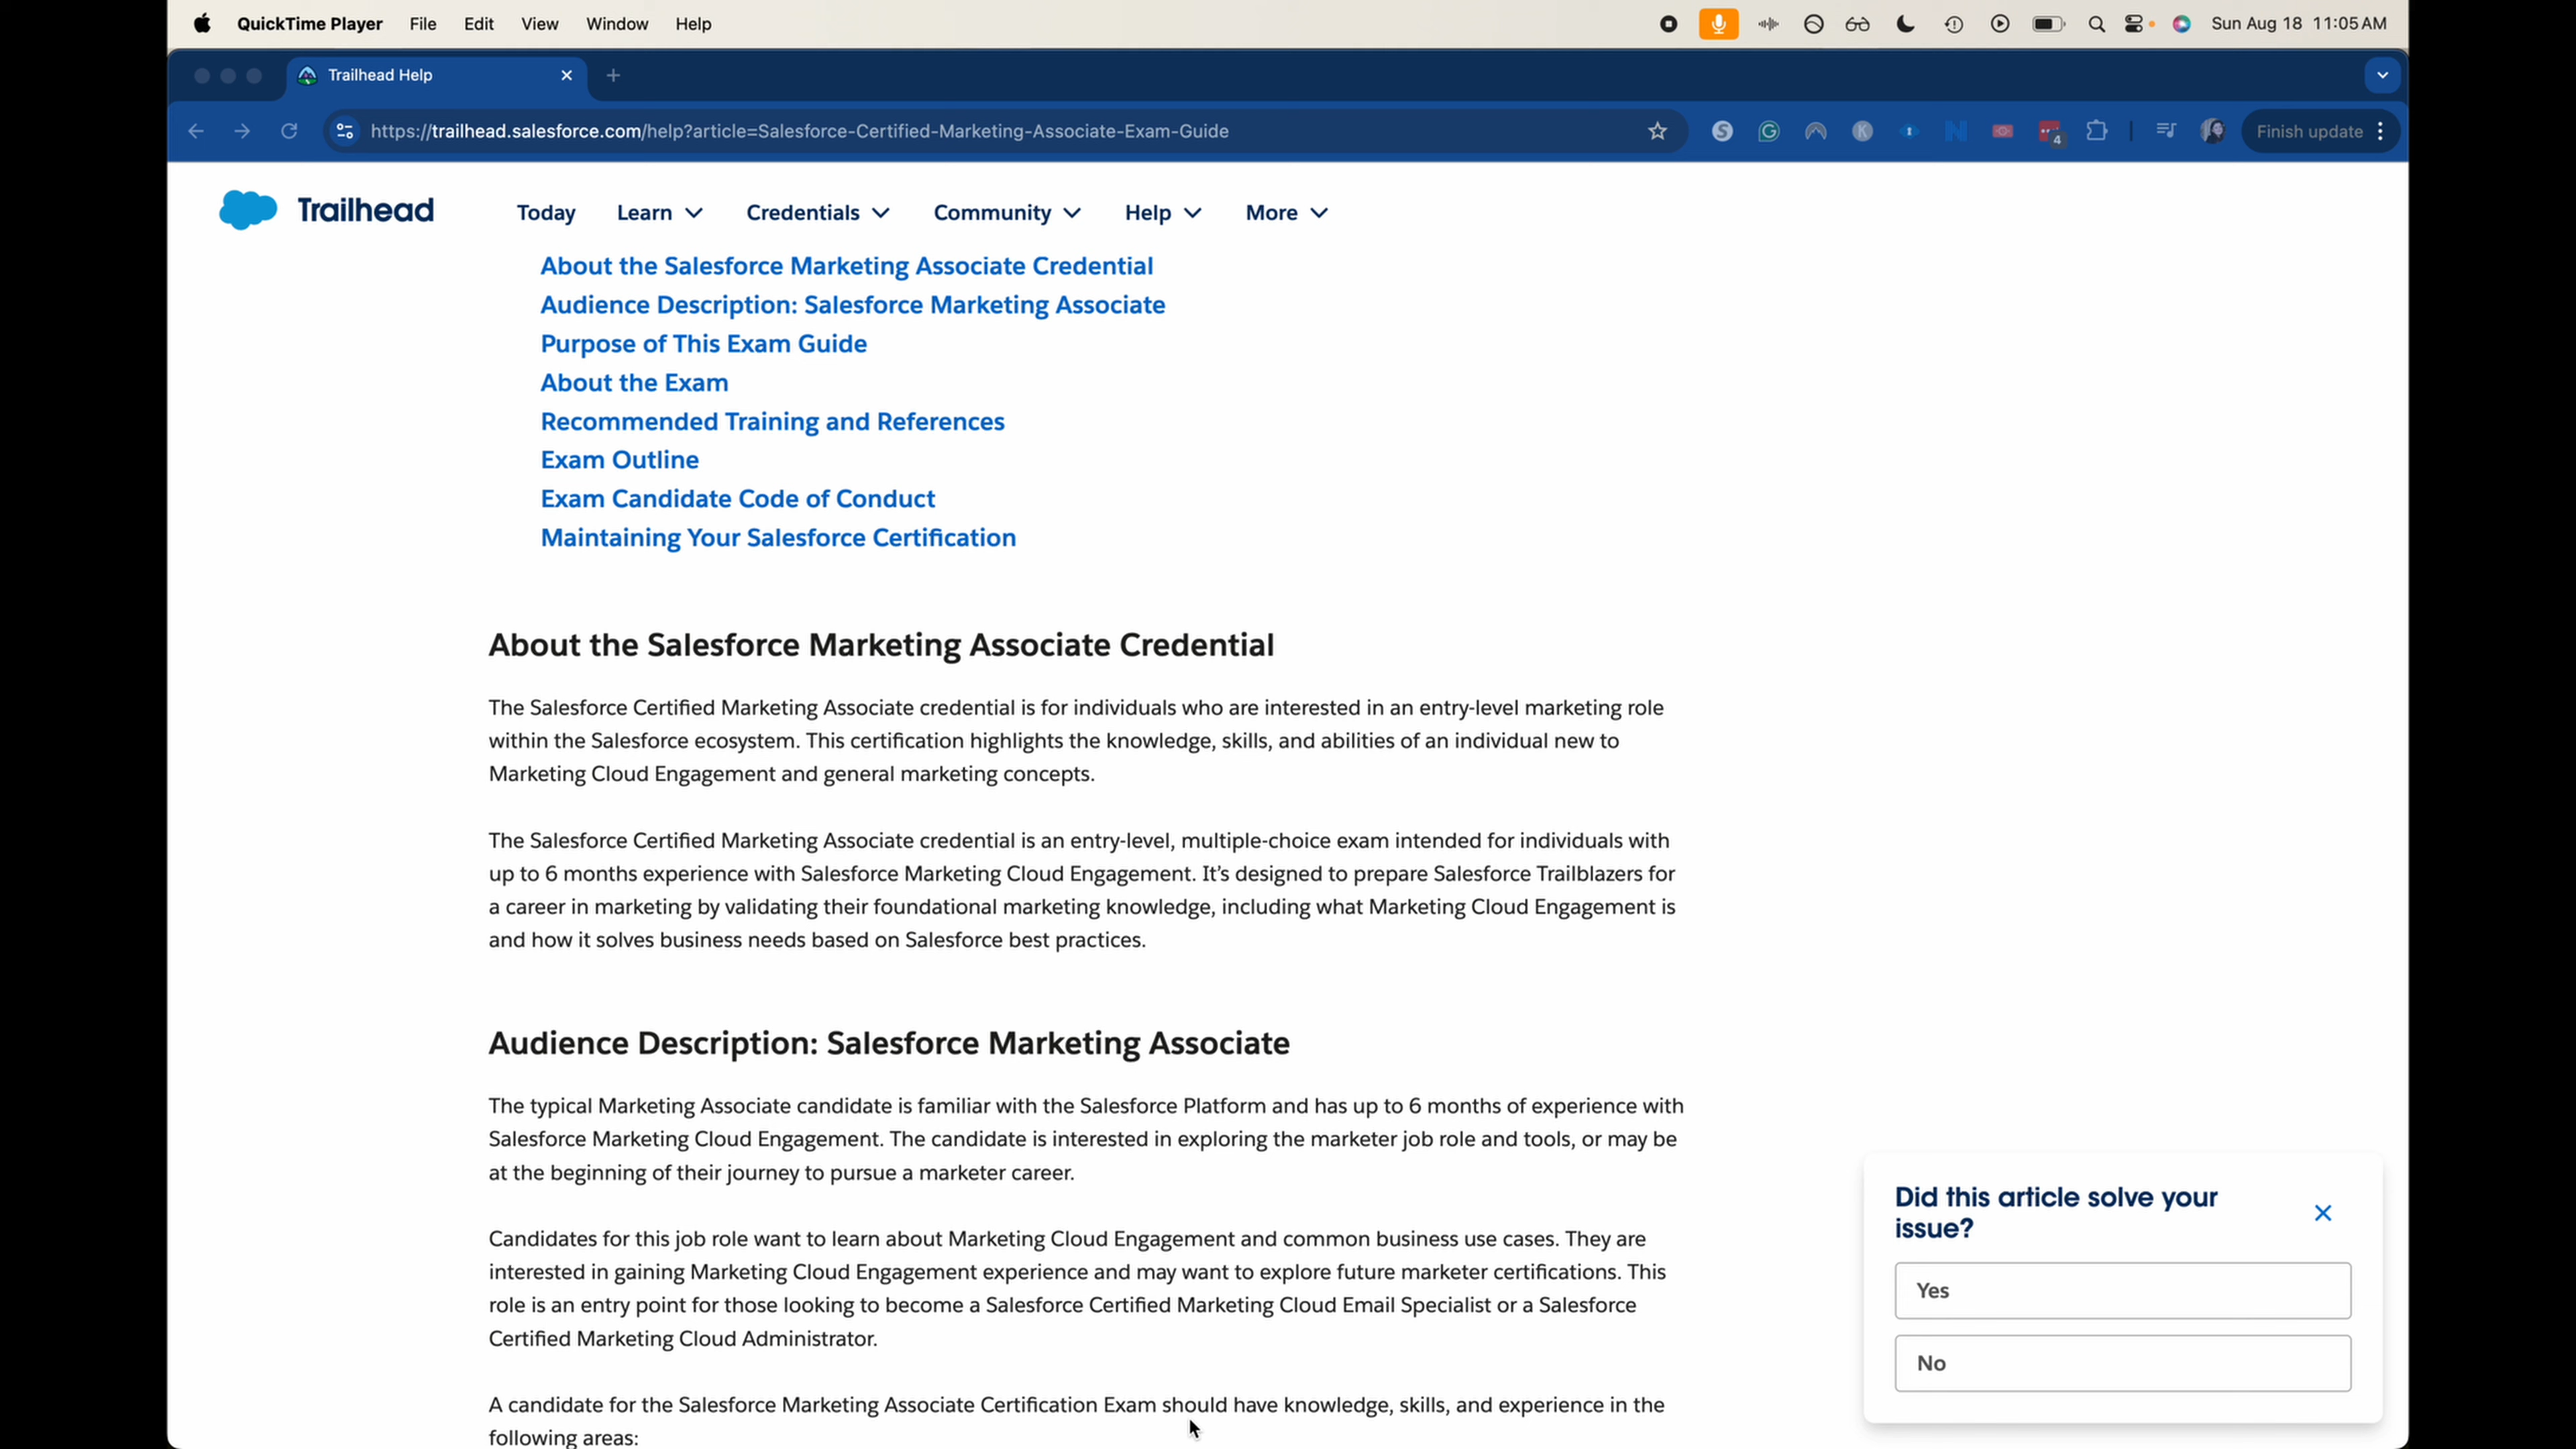 QuickTime Player File Edit View Window Help Sun Aug 18 11:05 AM
Trailhead Help
https://trailhead.salesforce.com/help?article=Salesforce-Certified-Marketing-Associate-Exam-Guide 4 Finish update
Trailhead Today Learn Credentials Community Help More
About the Salesforce Marketing Associate Credential
Audience Description: Salesforce Marketing Associate
Purpose of This Exam Guide
About the Exam
Recommended Training and References
Exam Outline
Exam Candidate Code of Conduct
Maintaining Your Salesforce Certification
About the Salesforce Marketing Associate Credential
The Salesforce Certified Marketing Associate credential is for individuals who are interested in an entry-level marketing role
within the Salesforce ecosystem. This certification highlights the knowledge, skills, and abilities of an individual new to
Marketing Cloud Engagement and general marketing concepts.
The Salesforce Certified Marketing Associate credential is an entry-level, multiple-choice exam intended for individuals with
up to 6 months experience with Salesforce Marketing Cloud Engagement. It’s designed to prepare Salesforce Trailblazers for
a career in marketing by validating their foundational marketing knowledge, including what Marketing Cloud Engagement is
and how it solves business needs based on Salesforce best practices.
Audience Description: Salesforce Marketing Associate
The typical Marketing Associate candidate is familiar with the Salesforce Platform and has up to 6 months of experience with
Salesforce Marketing Cloud Engagement. The candidate is interested in exploring the marketer job role and tools, or may be
at the beginning of their journey to pursue a marketer career.
Candidates for this job role want to learn about Marketing Cloud Engagement and common business use cases. They are
interested in gaining Marketing Cloud Engagement experience and may want to explore future marketer certifications. This
role is an entry point for those looking to become a Salesforce Certified Marketing Cloud Email Specialist or a Salesforce
Certified Marketing Cloud Administrator.
A candidate for the Salesforce Marketing Associate Certification Exam should have knowledge, skills, and experience in the
following areas:
Did this article solve your
issue?
Yes
No